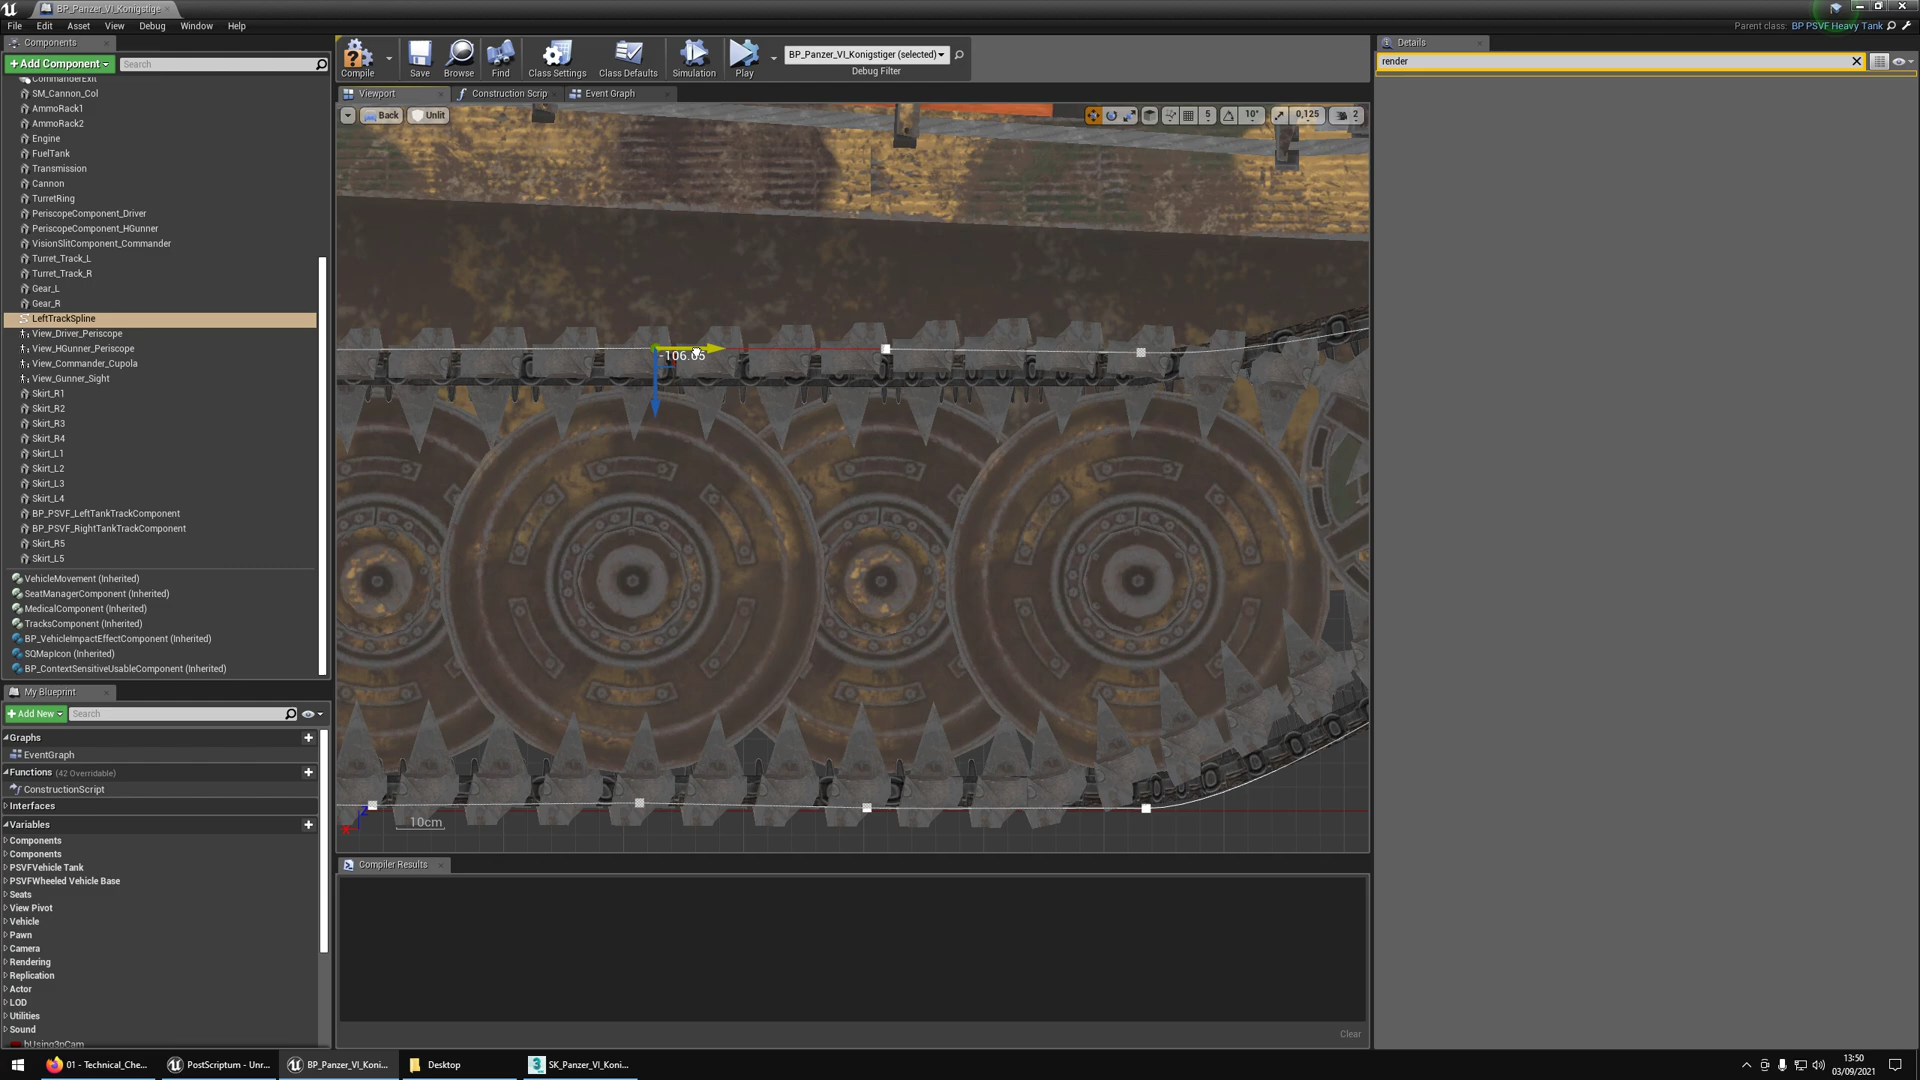 BP_Panzer_VI_Konigstige
File Edit Asset View Debug Window Help
Parent class: BP PSVF Heavy Tank
Components
+Add Component
Search
CommanderExit
SM_Cannon_Col
AmmoRack1
AmmoRack2
Engine
FuelTank
Transmission
Cannon
TurretRing
PeriscopeComponent_Driver
PeriscopeComponent_HGunner
VisionSlitComponent_Commander
Turret_Track_L
Turret_Track_R
Gear_L
Gear_R
LeftTrackSpline
View_Driver_Periscope
View_HGunner_Periscope
View_Commander_Cupola
View_Gunner_Sight
Skirt_R1
Skirt_R2
Skirt_R3
Skirt_R4
Skirt_L1
Skirt_L2
Skirt_L3
Skirt_L4
BP_PSVF_LeftTankTrackComponent
BP_PSVF_RightTankTrackComponent
Skirt_R5
Skirt_L5
VehicleMovement (Inherited)
SeatManagerComponent (Inherited)
MedicalComponent (Inherited)
TracksComponent (Inherited)
BP_VehicleImpactEffectComponent (Inherited)
SQMapIcon (Inherited)
BP_ContextSensitiveUsableComponent (Inherited)
My Blueprint
+Add New
Search
Graphs
EventGraph
Functions (42 Overridable)
ConstructionScript
Interfaces
Variables
Components
Components
PSVFVehicle Tank
PSVFWheeled Vehicle Base
Seats
View Pivot
Vehicle
Pawn
Camera
Rendering
Replication
Actor
LOD
Utilities
Sound
bUsing3pCam
Compile
Save
Browse
Find
Class Settings
Class Defaults
Simulation
Play
BP_Panzer_VI_Konigstiger (selected)
Debug Filter
Viewport
Construction Scrip
Event Graph
Back
Unlit
5
10°
0,125
2
-106.05
Z
X
10cm
Compiler Results
Clear
Details
render
01 - Technical_Che...
PostScriptum - Unr...
BP_Panzer_VI_Koni...
Desktop
SK_Panzer_VI_Koni...
13:50
03/09/2021